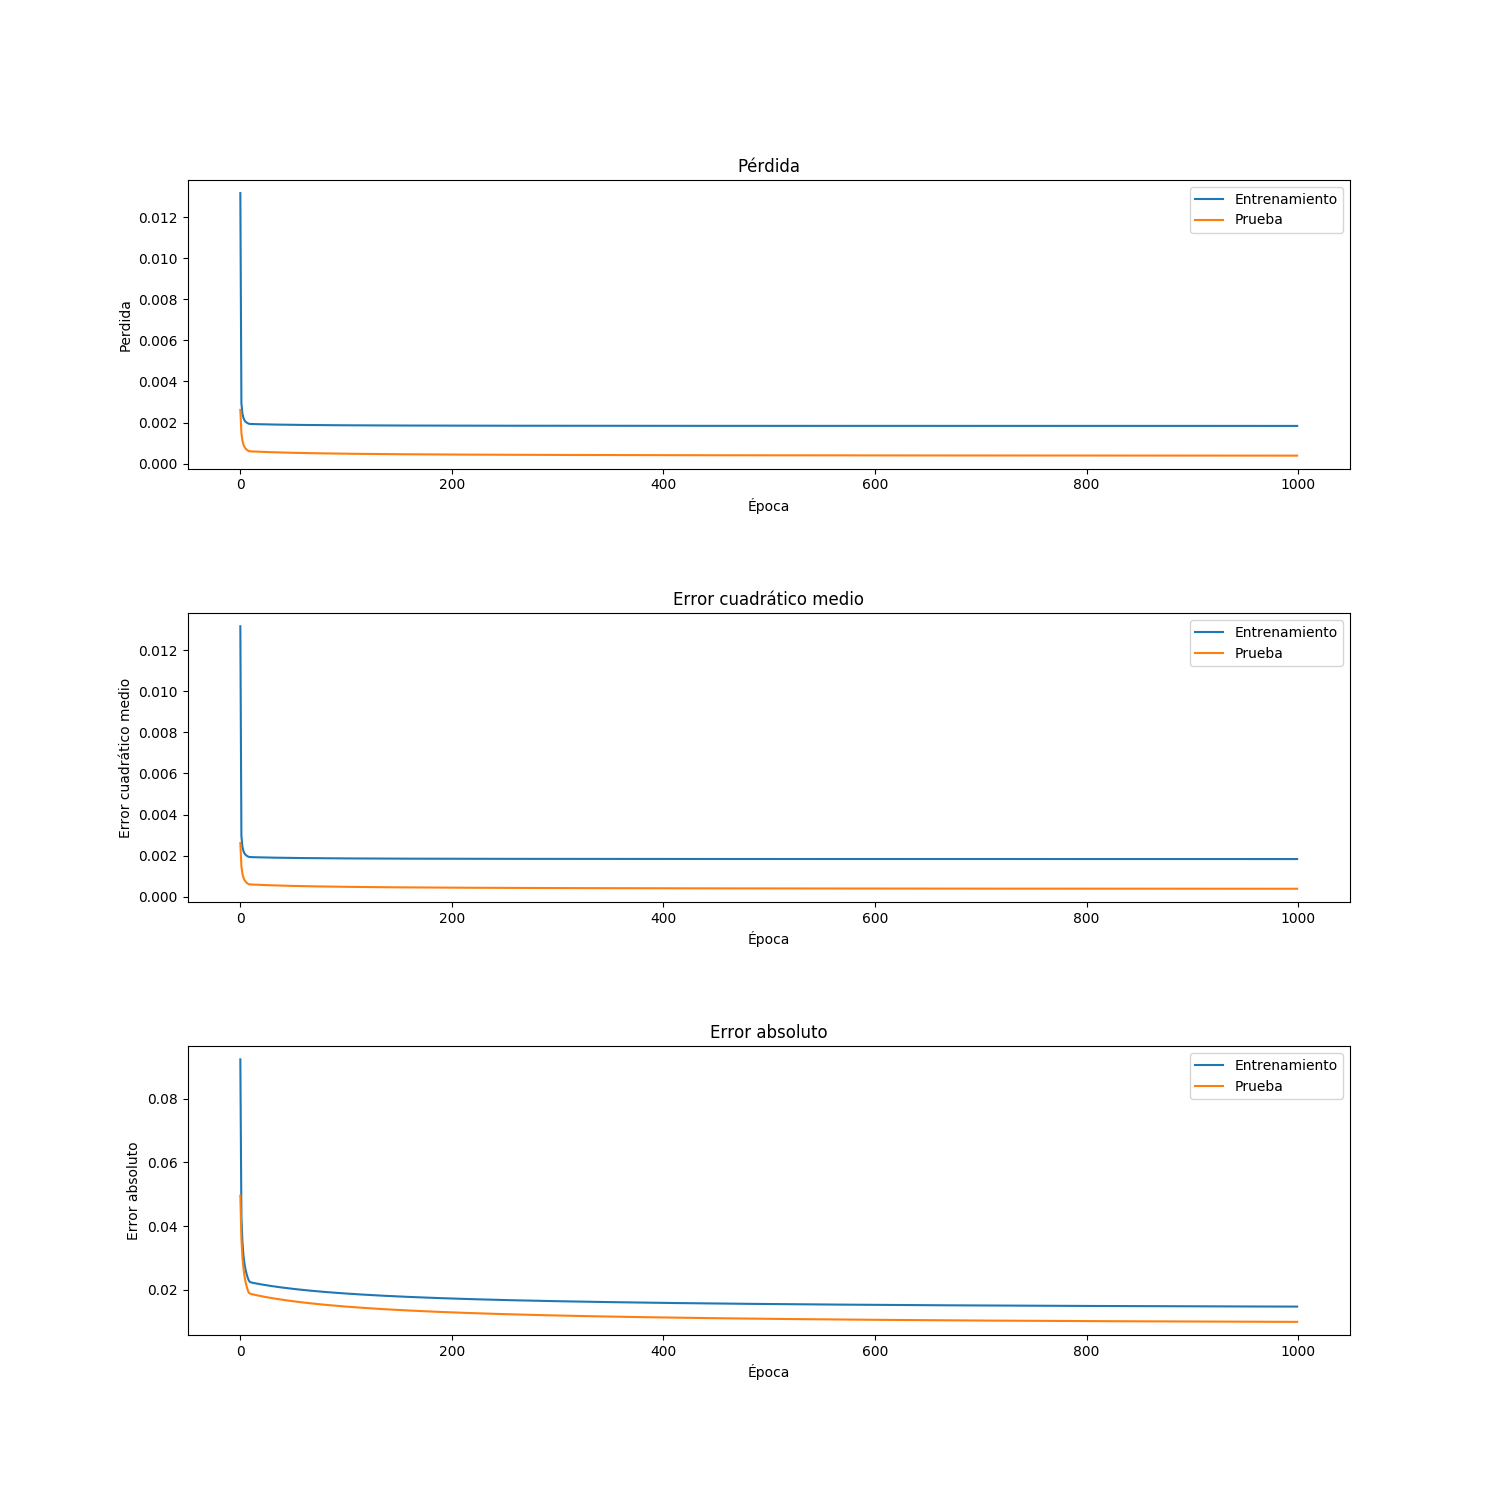 Pérdida
Entrenamiento
Prueba
0.012
0.010
0.008
0.006
0.004
0.002
0.000
Perdida
0 200 400 600 800 1000
Época
Error cuadrático medio
Entrenamiento
Prueba
0.012
0.010
0.008
0.006
0.004
0.002
0.000
Error cuadrático medio
0 200 400 600 800 1000
Época
Error absoluto
Entrenamiento
Prueba
0.08
0.06
0.04
0.02
Error absoluto
0 200 400 600 800 1000
Época